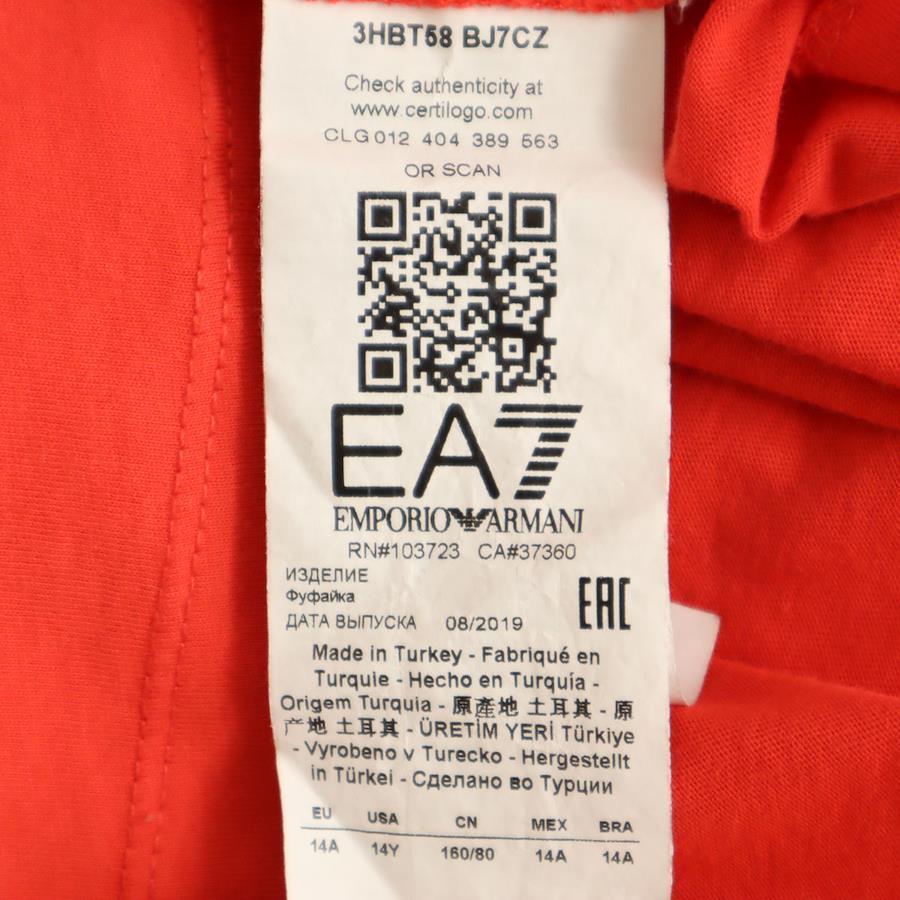 3HBT58 BJ7CZ
Check authenticity at
www.certilogo.com
CLG012 404 389 563
OR SCAN
EA7
EMPORIO ARMANI
RN#103723 CA#37360
ИЗДЕЛИЕ
Фуфайка
EAC
ДАТА ВЫПУСКА 08/2019
Made in Turkey - Fabriqué en
Turquie - Hecho en Turquía -
Origem Turquia - 原產地 土耳其 - 原
产地 土耳其 - ÜRETİM YERİ Türkiye
- Vyrobeno v Turecko - Hergestellt
in Türkei - Сделано во Турции
EU USA CN MEX BRA
14A 14Y 160/80 14A 14A